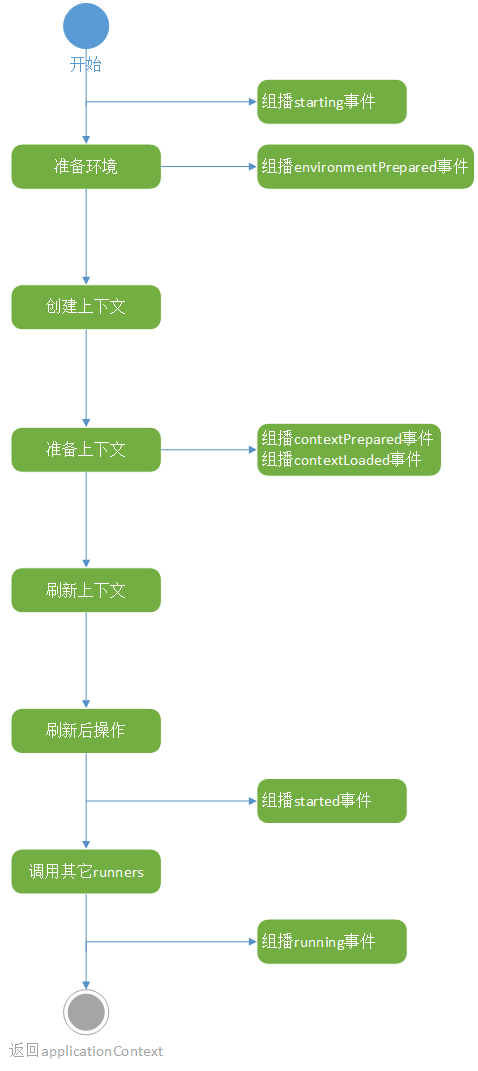 开始
组播starting事件
准备环境
组播environmentPrepared事件
创建上下文
准备上下文
组播contextPrepared事件
组播contextLoaded事件
刷新上下文
刷新后操作
组播started事件
调用其它runners
组播running事件
返回applicationContext